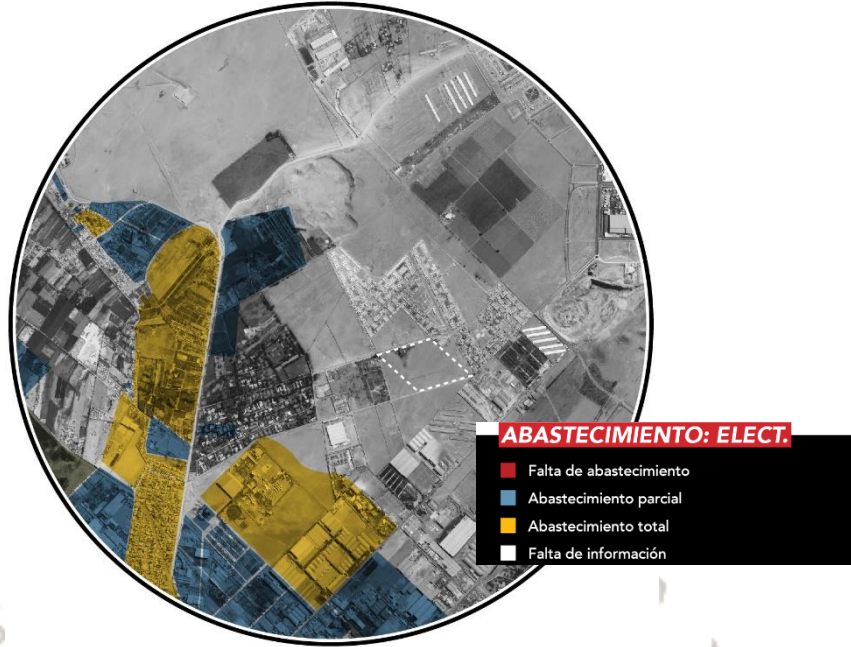 ABASTECIMIENTO: ELECT.
Falta de abastecimiento
Abastecimiento parcial
Abastecimiento total
Falta de información